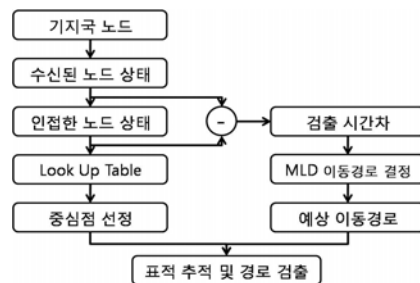 기지국 노드
수신된 노드 상태
인접한 노드 상태
-
검출 시간차
Look Up Table
MLD 이동경로 결정
중심점 선정
예상 이동경로
표적 추적 및 경로 검출